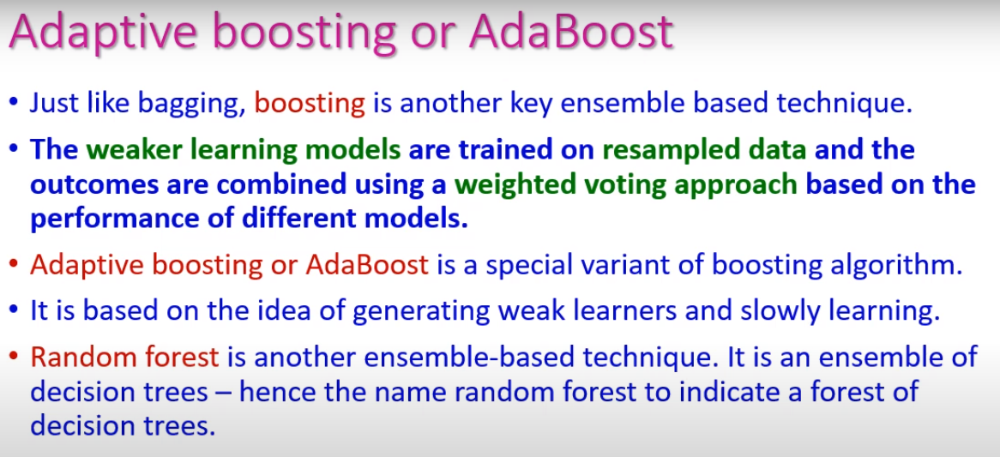 Adaptive boosting or AdaBoost
• Just like bagging, boosting is another key ensemble based technique.
• The weaker learning models are trained on resampled data and the
outcomes are combined using a weighted voting approach based on the
performance of different models.
• Adaptive boosting or AdaBoost is a special variant of boosting algorithm.
• It is based on the idea of generating weak learners and slowly learning.
• Random forest is another ensemble-based technique. It is an ensemble of
decision trees – hence the name random forest to indicate a forest of
decision trees.